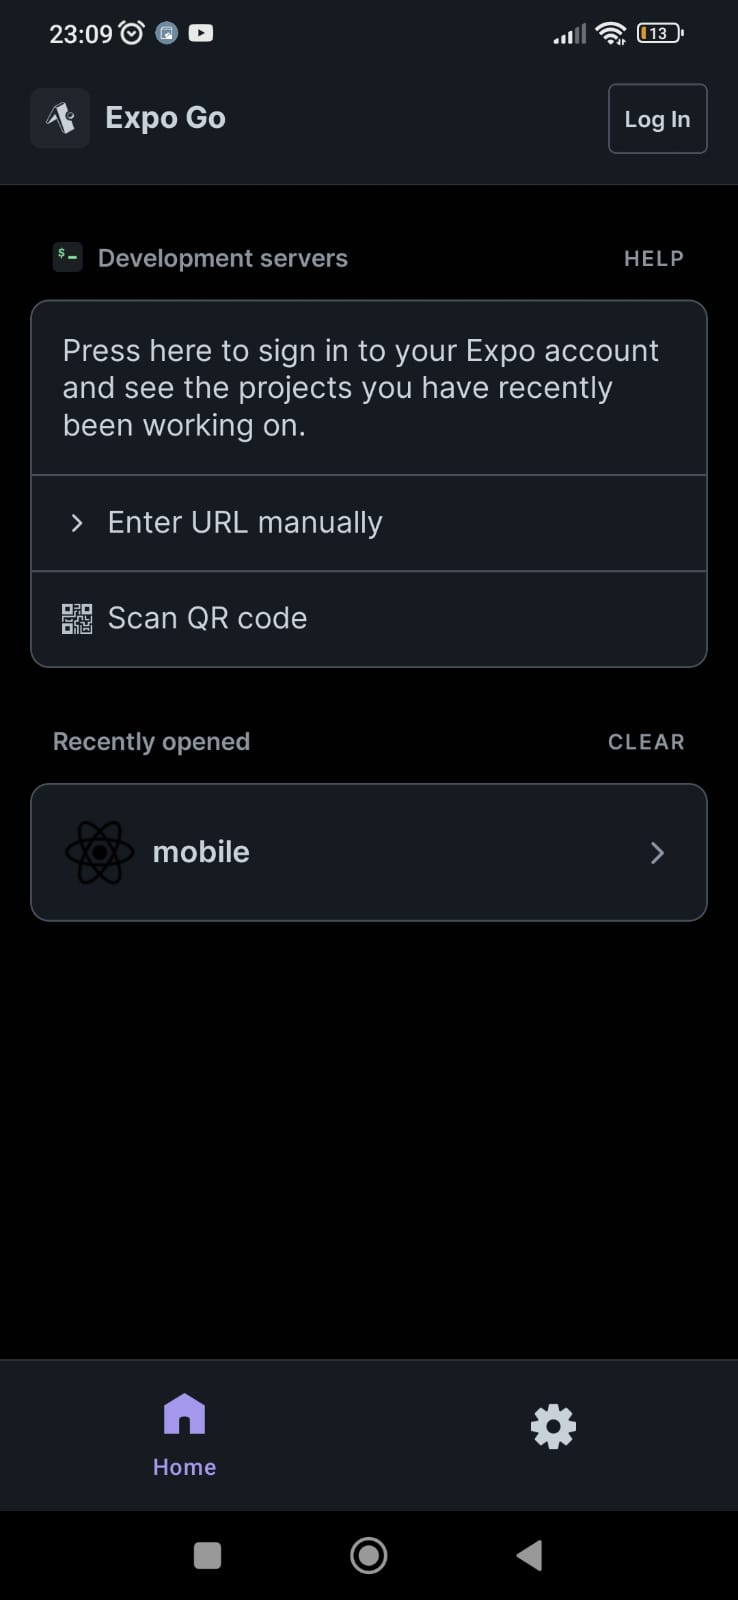 23:09
13
Expo Go
Log In
$
Development servers
HELP
Press here to sign in to your Expo account
and see the projects you have recently
been working on.
Enter URL manually
Scan QR code
Recently opened
CLEAR
mobile
Home